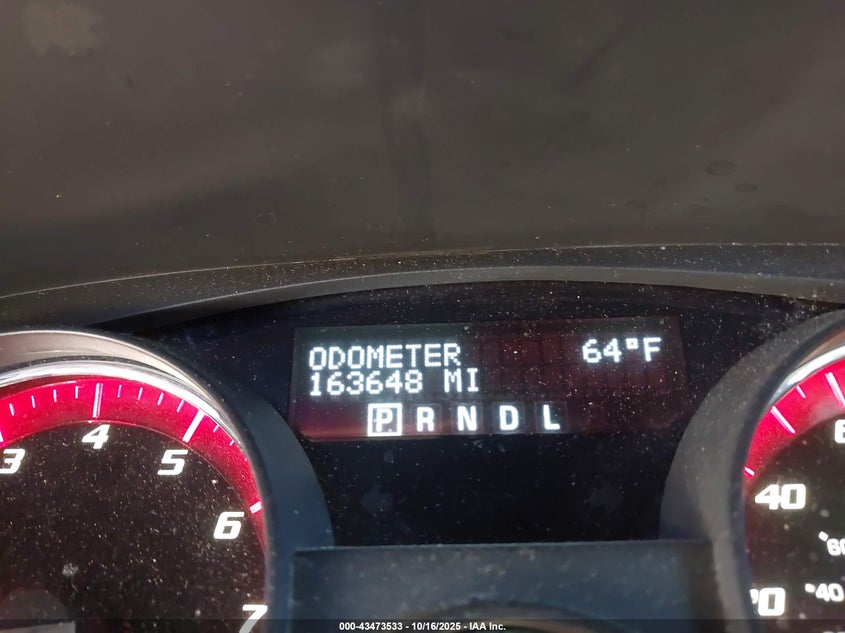 ODOMETER 64°F
163648 MI
P R N D L
3 4 5 6 7
40
60
40
000-43473533 - 10/16/2025 - IAA Inc.